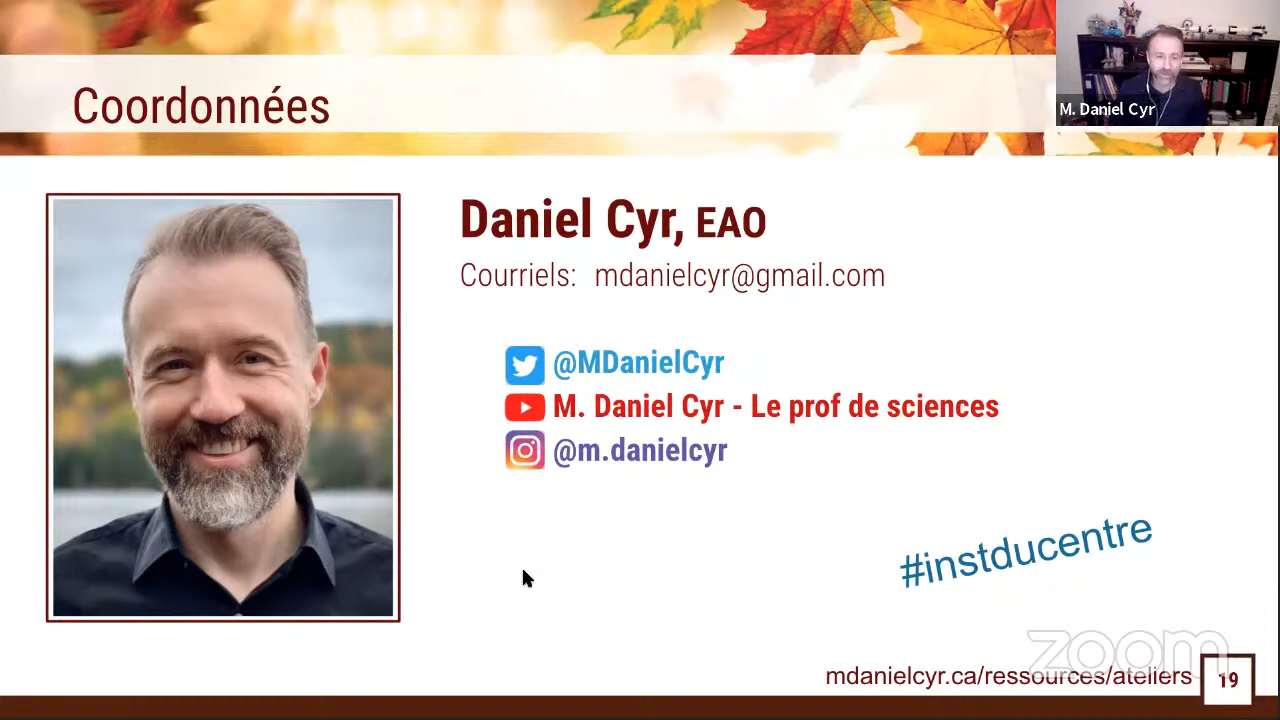 Coordonnées
M. Daniel Cyr
Daniel Cyr, EAO
Courriels: mdanielcyr@gmail.com
@MDanielCyr
M. Daniel Cyr - Le prof de sciences
@m.danielcyr
#instducentre
zoom
mdanielcyr.ca/ressources/ateliers
19